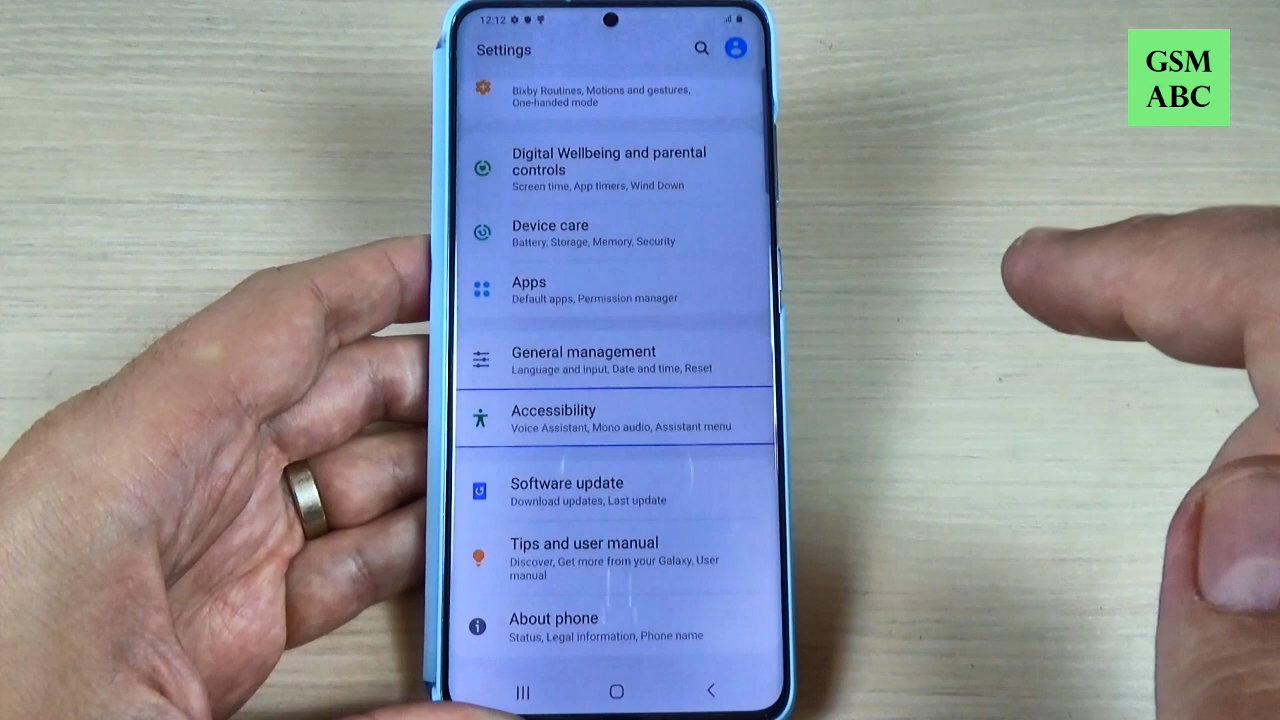 12:12
Settings
GSM
ABC
Bixby Routines, Motions and gestures,
One-handed mode
Digital Wellbeing and parental
controls
Screen time, App timers, Wind Down
Device care
Battery, Storage, Memory, Security
Apps
Default apps, Permission manager
General management
Language and input, Date and time, Reset
Accessibility
Voice Assistant, Mono audio, Assistant menu
Software update
Download updates, Last update
Tips and user manual
Discover, Get more from your Galaxy, User
manual
About phone
Status, Legal information, Phone name